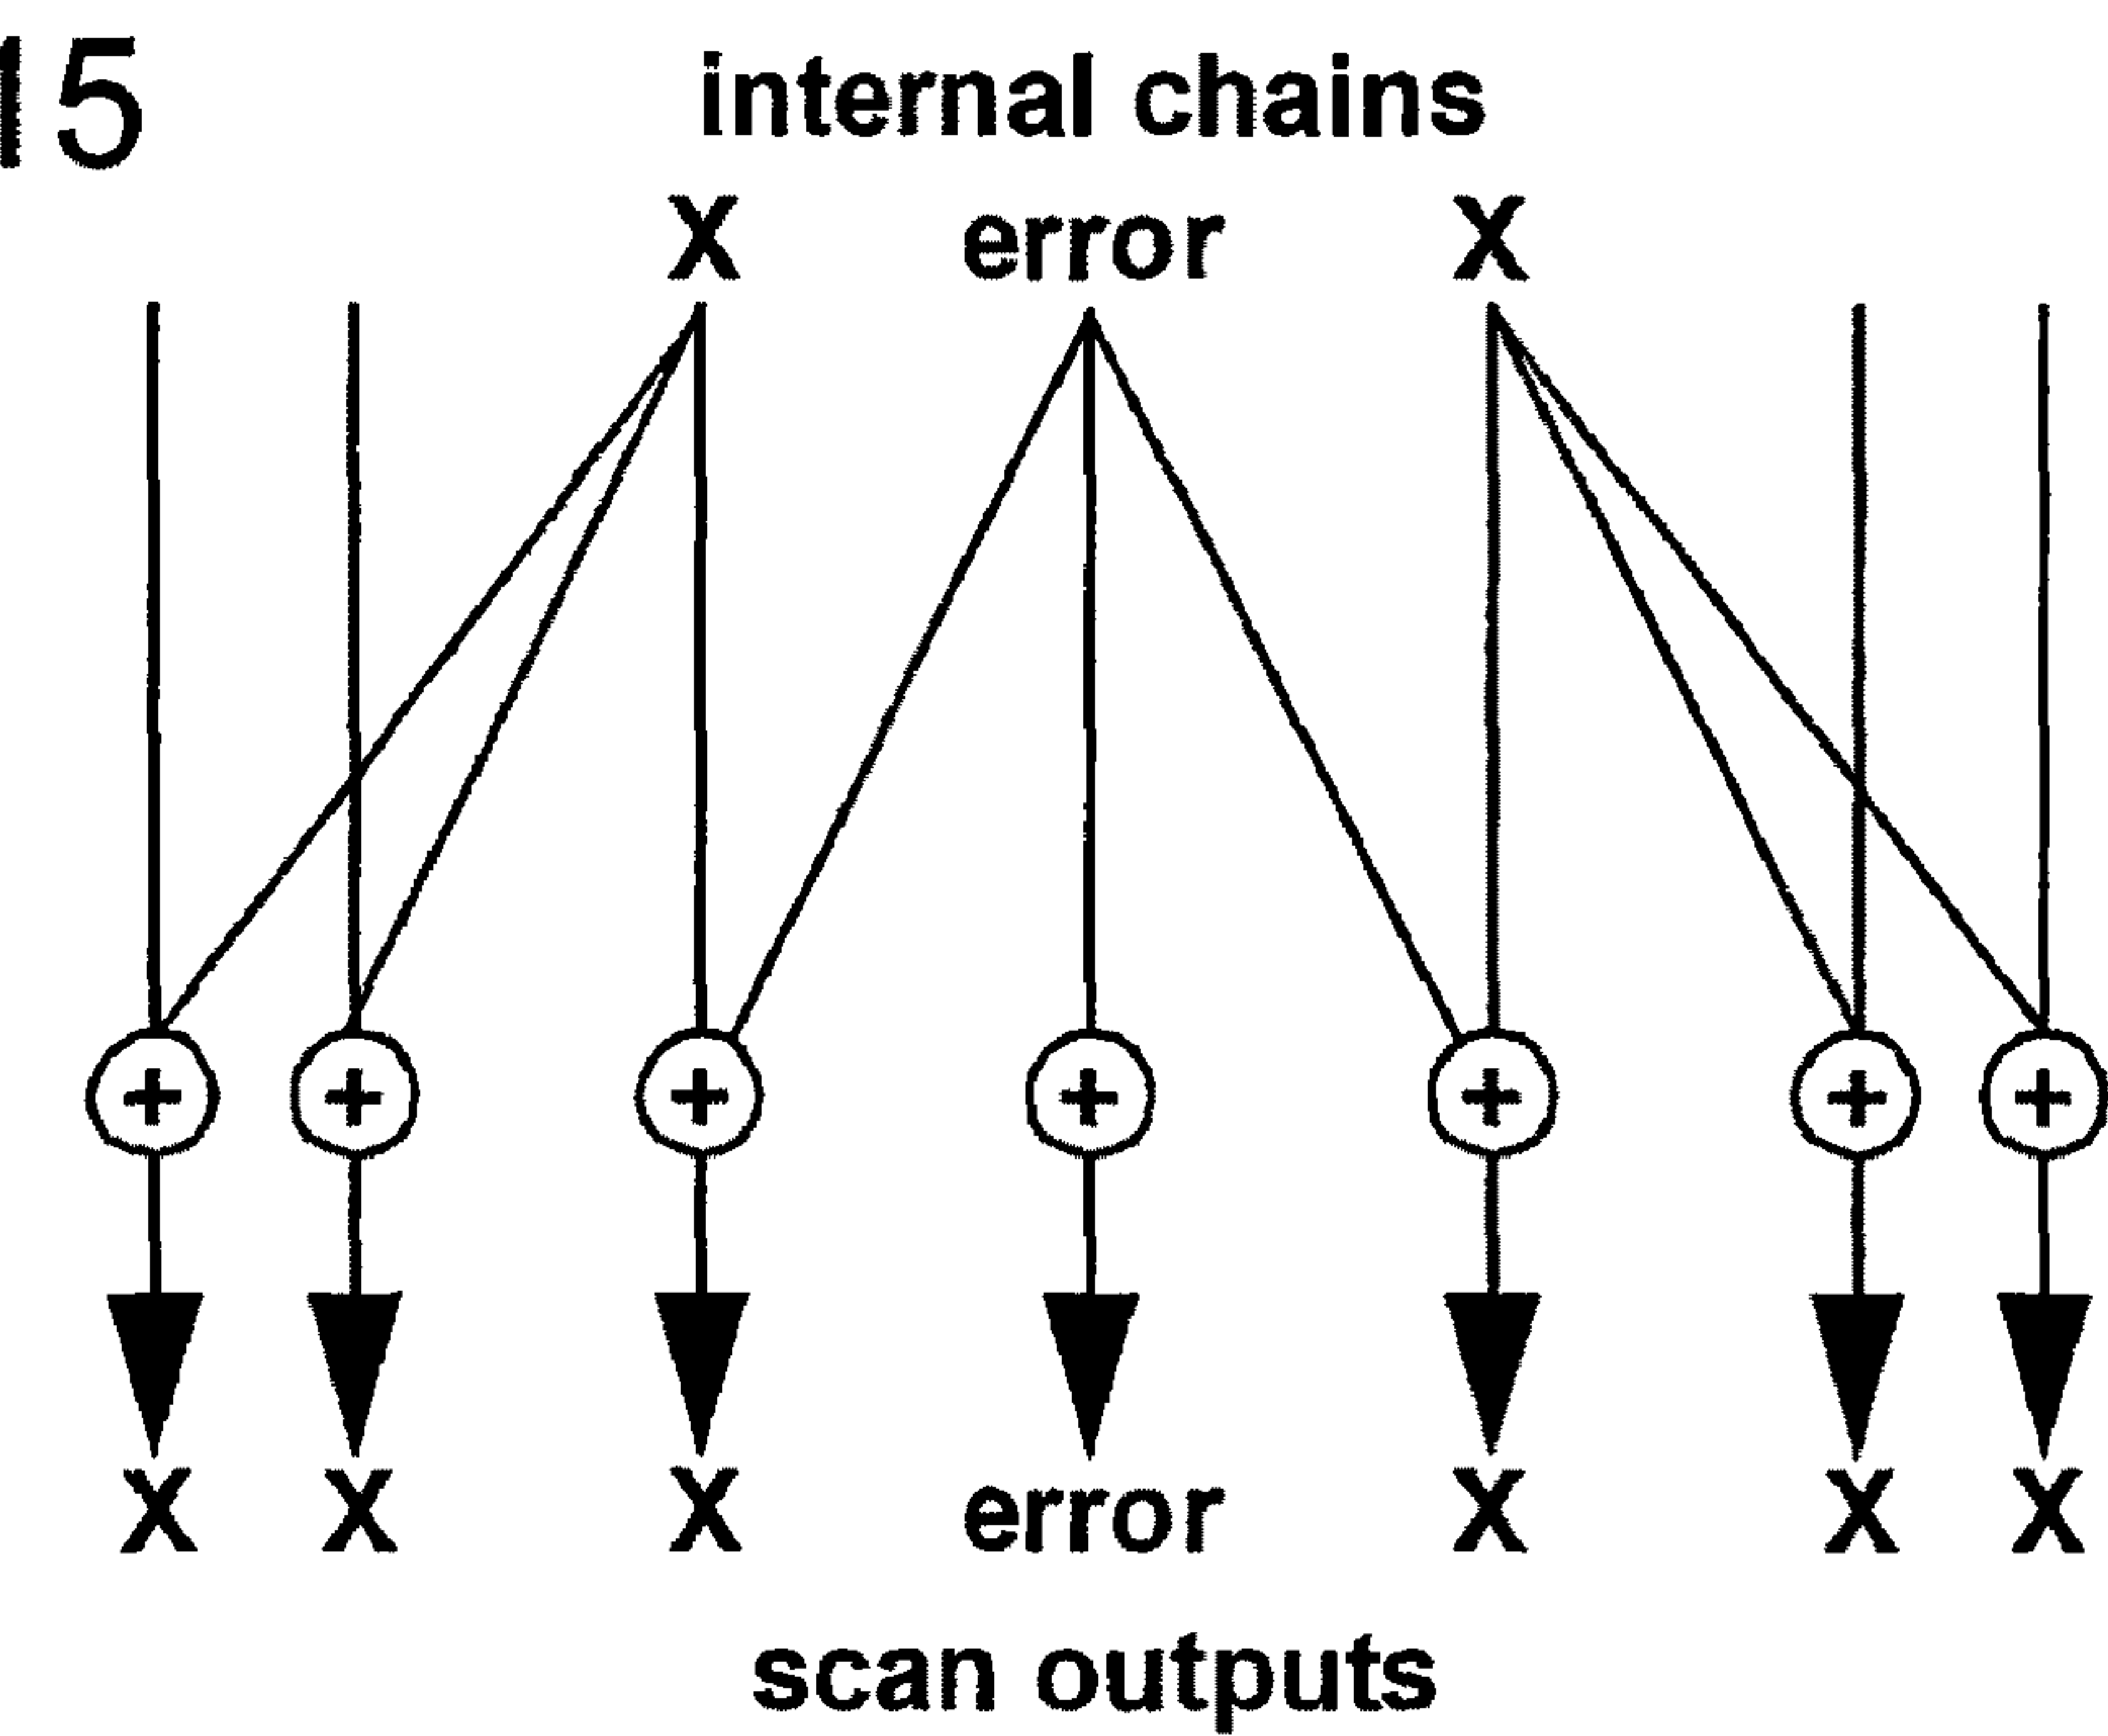 15
internal chains
X error X
+ + + + + + +
X X X error X X X
scan outputs